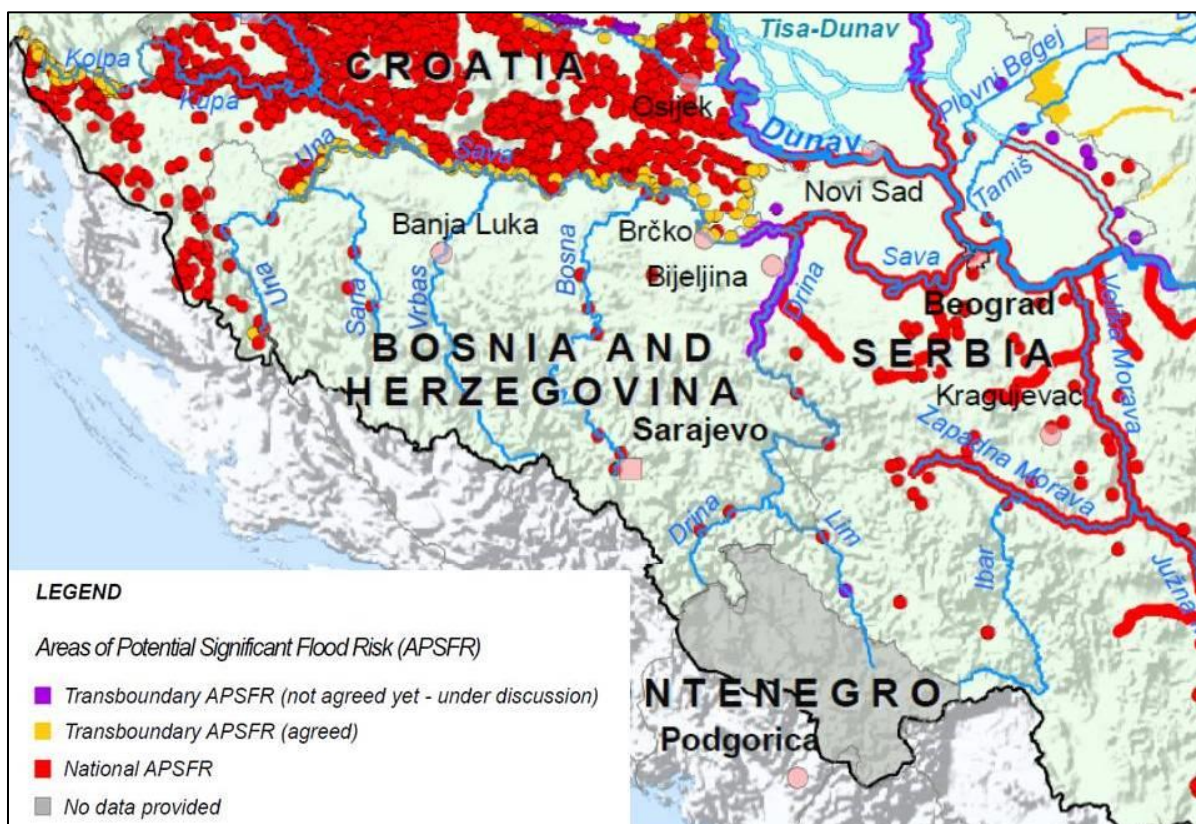 Tisa-Dunav
Kolpa
CROATIA
Plovni Begej
Kupa
Osijek
Una
Sava
Dunav
Tamiš
Novi Sad
Banja Luka
Brčko
Una
Sana
Vrbas
Bosna
Bijeljina
Drina
Sava
Beograd
Velika Morava
BOSNIA AND
HERZEGOVINA
SERBIA
Kragujevac
Sarajevo
Zapadna Morava
Drina
Lim
Ibar
Južna
NTENEGRO
Podgorica
LEGEND
Areas of Potential Significant Flood Risk (APSFR)
Transboundary APSFR (not agreed yet - under discussion)
Transboundary APSFR (agreed)
National APSFR
No data provided